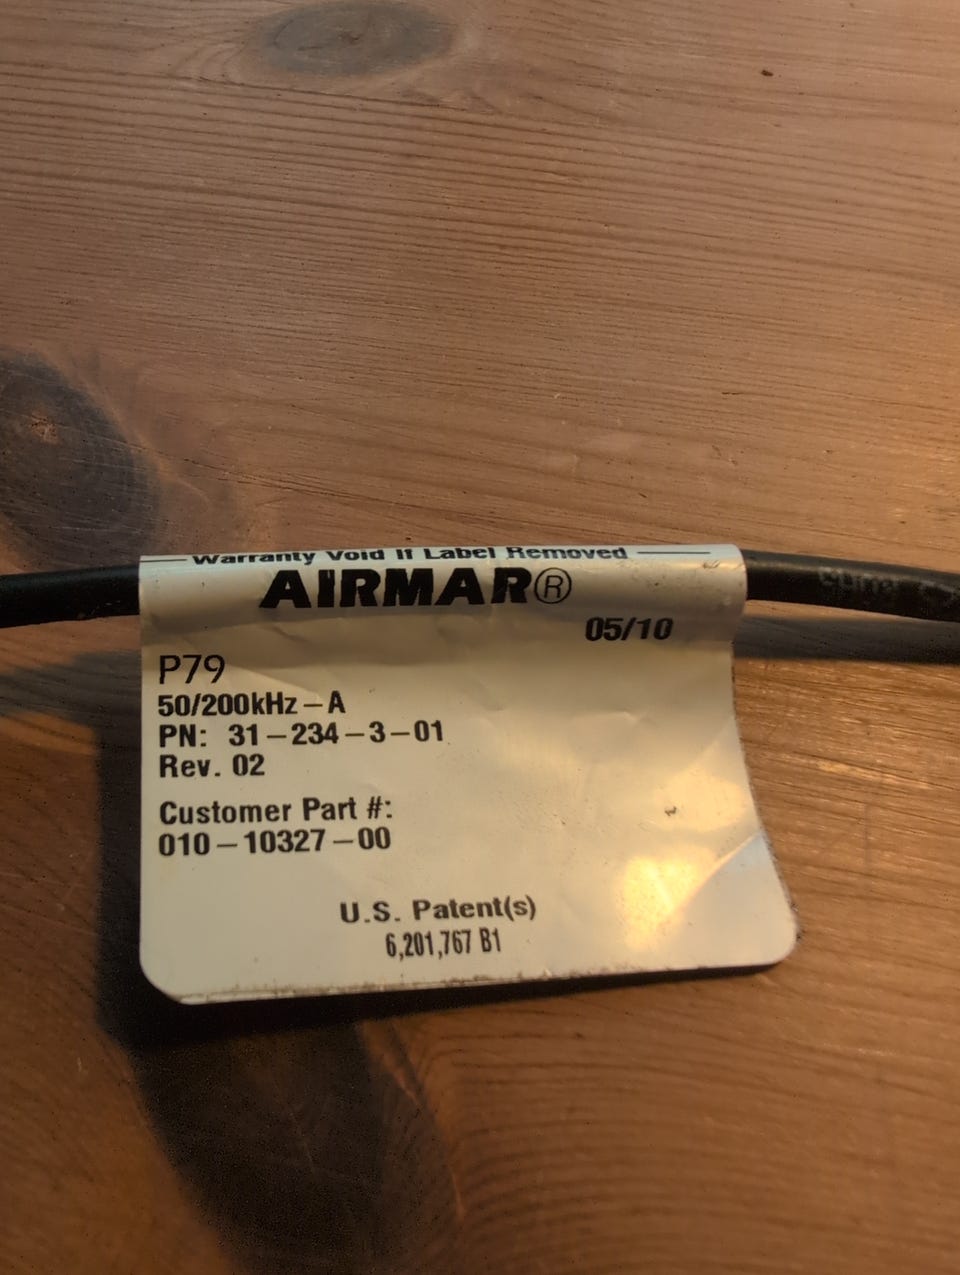 Warranty Void If Label Removed
AIRMAR®
05/10
P79
50/200kHz-A
PN: 31-234-3-01
Rev. 02
Customer Part #:
010-10327-00
U.S. Patent(s)
6,201,767 B1